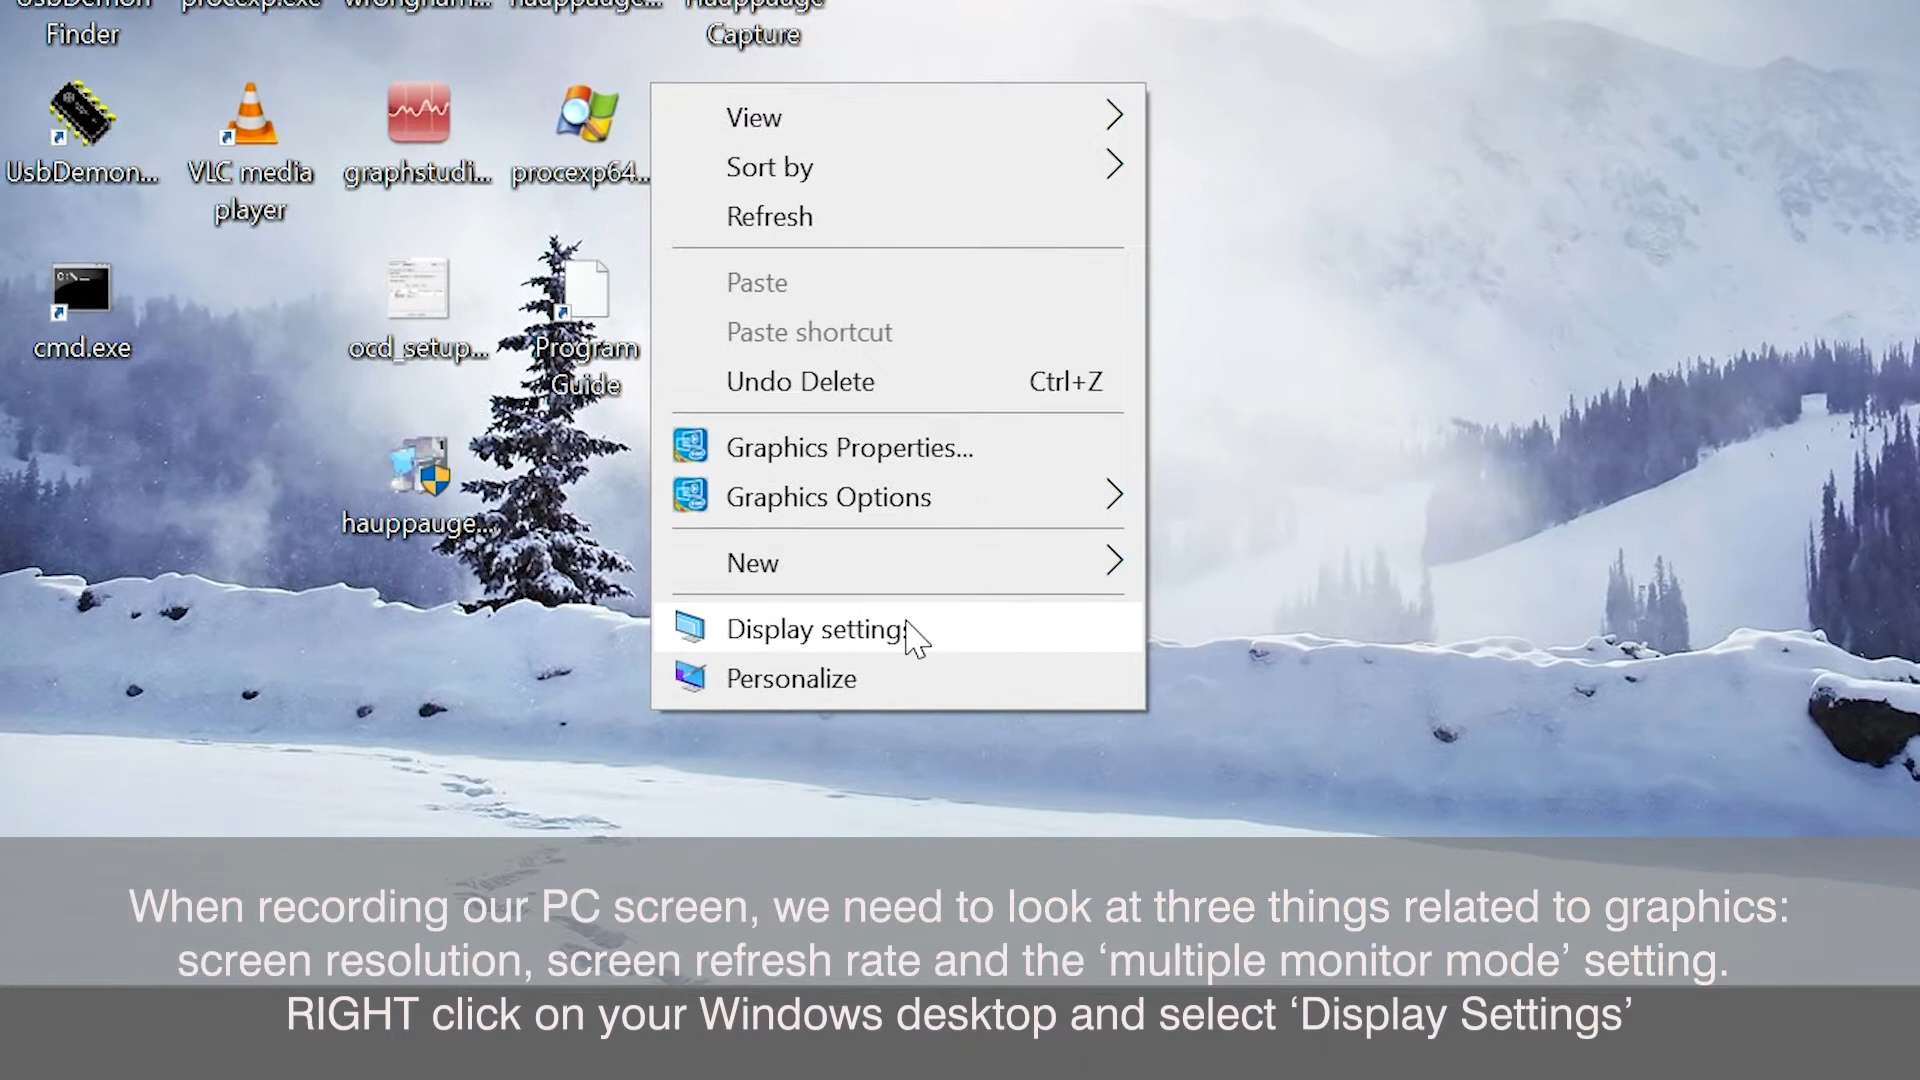 Finder
Capture
UsbDemon...
VLC media
player
graphstudi...
procexp64...
cmd.exe
ocd_setup...
Program
Guide
hauppauge....
View
Sort by
Refresh
Paste
Paste shortcut
Undo Delete Ctrl+Z
Graphics Properties...
Graphics Options
New
Display setting
Personalize
When recording our PC screen, we need to look at three things related to graphics:
screen resolution, screen refresh rate and the ‘multiple monitor mode’ setting.
RIGHT click on your Windows desktop and select ‘Display Settings’